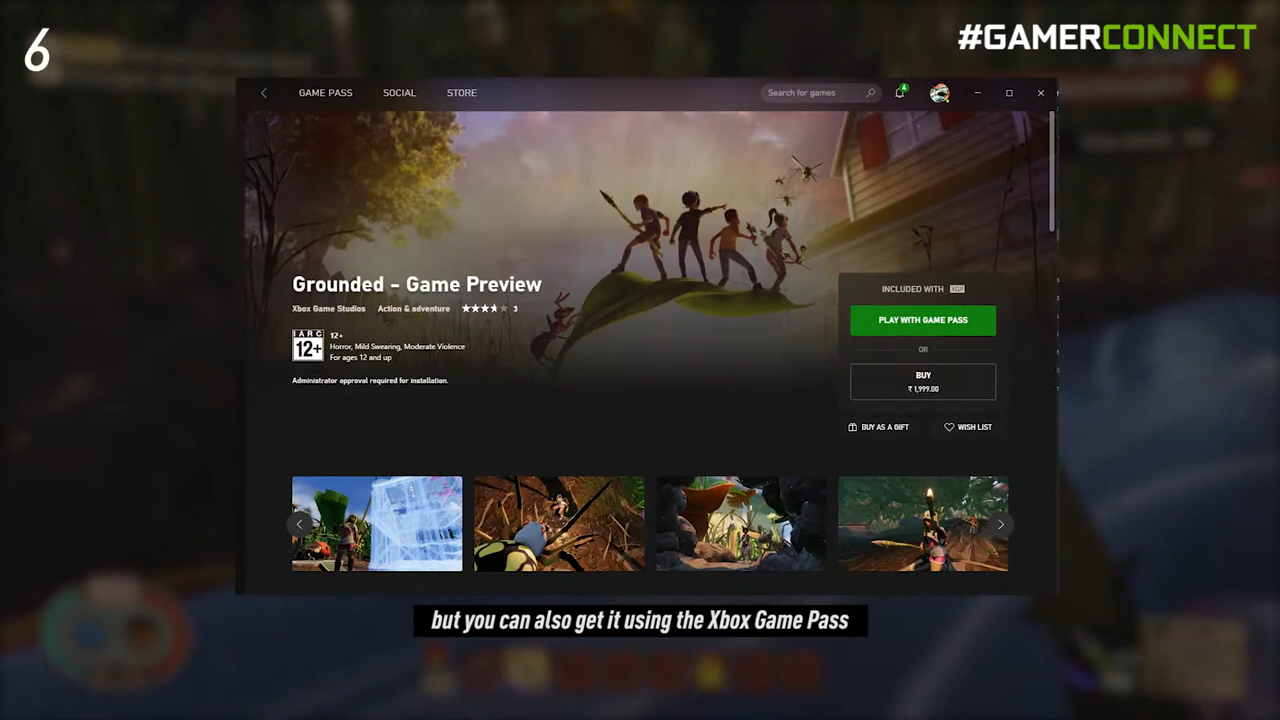 6
#GAMERCONNECT
GAME PASS SOCIAL STORE Search for games 4
Grounded - Game Preview
Xbox Game Studios Action & adventure 3
IARC
12+
12+
Horror, Mild Swearing, Moderate Violence
For ages 12 and up
Administrator approval required for installation.
INCLUDED WITH XGP
PLAY WITH GAME PASS
OR
BUY
₹ 1,999.00
BUY AS A GIFT WISH LIST
but you can also get it using the Xbox Game Pass